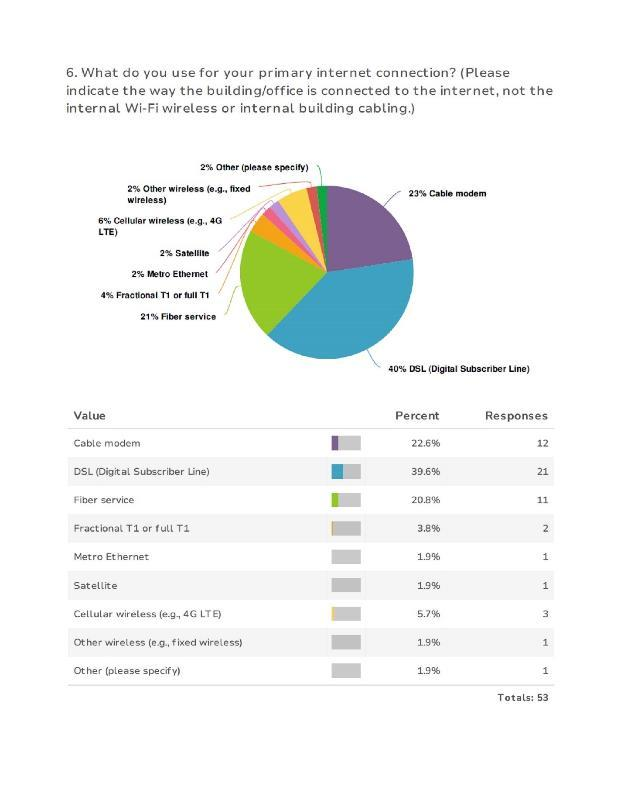 6. What do you use for your primary internet connection? (Please
indicate the way the building/office is connected to the internet, not the
internal Wi-Fi wireless or internal building cabling.)
2% Other (please specify)
2% Other wireless (e.g., fixed
wireless)
23% Cable modem
6% Cellular wireless (e.g., 4G
LTE)
2% Satellite
2% Metro Ethernet
4% Fractional T1 or full T1
21% Fiber service
40% DSL (Digital Subscriber Line)
Value Percent Responses
Cable modem 22.6% 12
DSL (Digital Subscriber Line) 39.6% 21
Fiber service 20.8% 11
Fractional T1 or full T1 3.8% 2
Metro Ethernet 1.9% 1
Satellite 1.9% 1
Cellular wireless (e.g., 4G LTE) 5.7% 3
Other wireless (e.g., fixed wireless) 1.9% 1
Other (please specify) 1.9% 1
Totals: 53